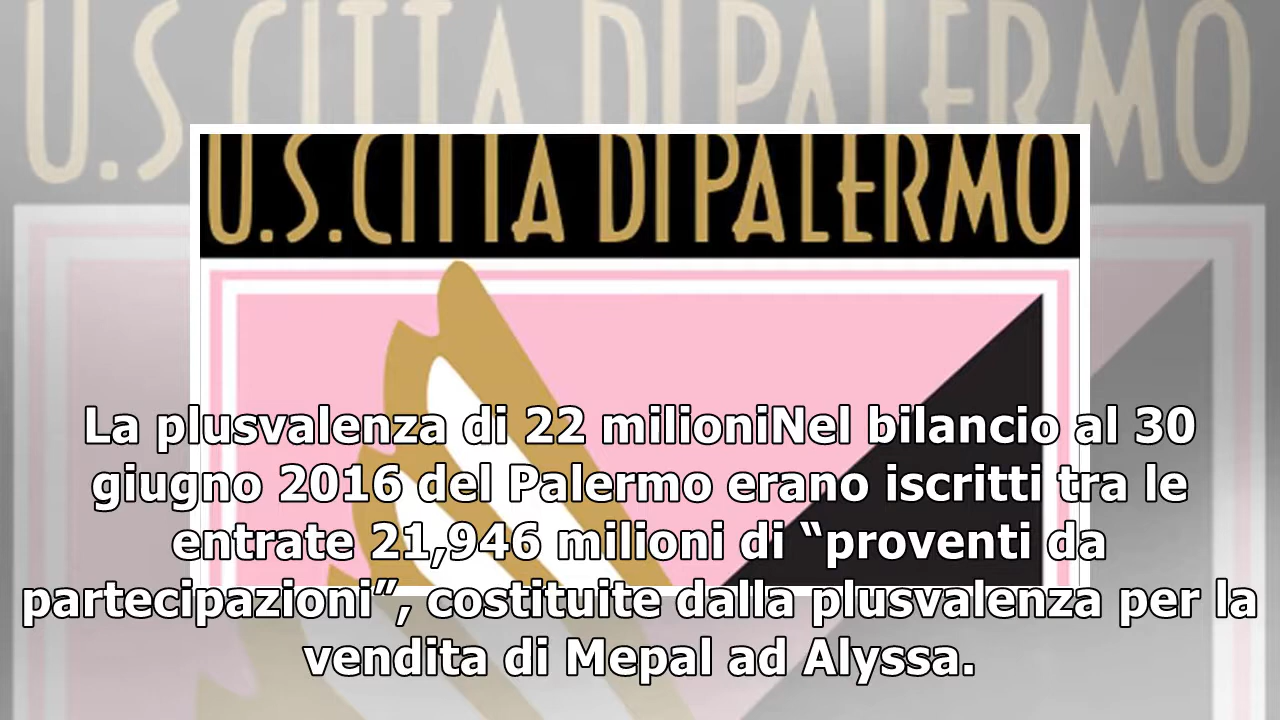 U.S. CITTA DI PALERMO
U.S. CITTA DI PALERMO
La plusvalenza di 22 milioniNel bilancio al 30
giugno 2016 del Palermo erano iscritti tra le
entrate 21,946 milioni di “proventi da
partecipazioni”, costituite dalla plusvalenza per la
vendita di Mepal ad Alyssa.